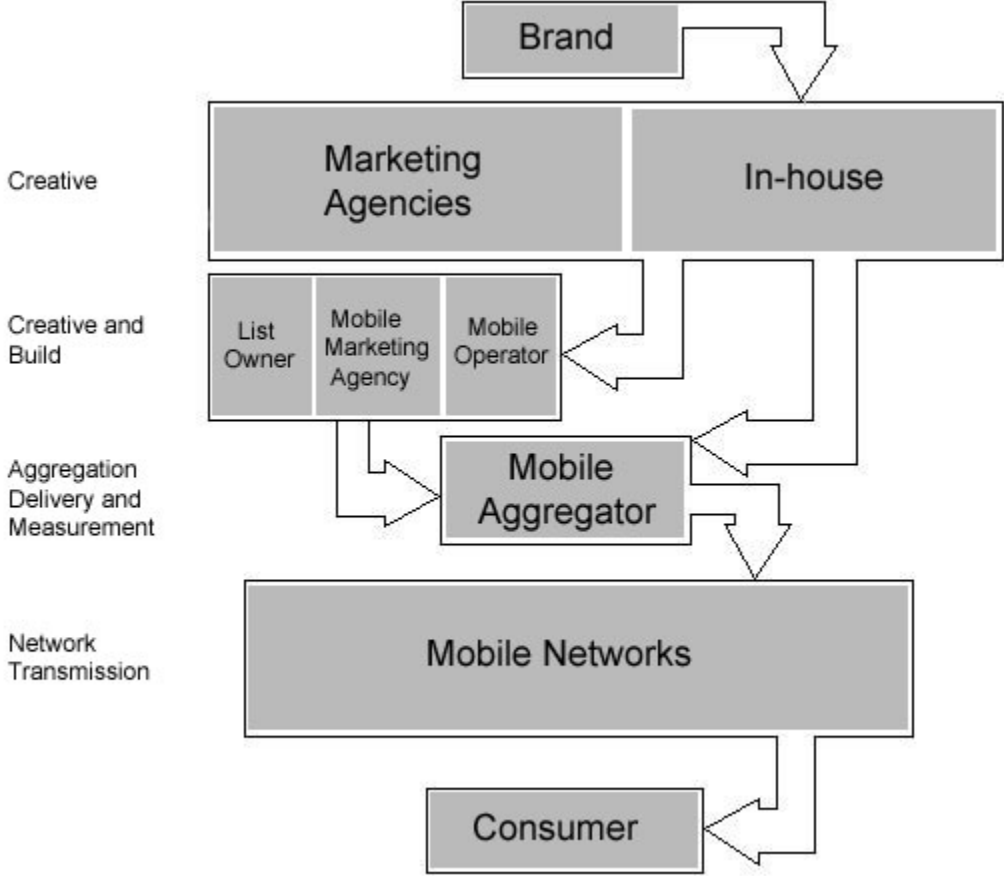 Brand
Creative
Marketing
Agencies
In-house
Creative and
Build
List
Owner
Mobile
Marketing
Agency
Mobile
Operator
Aggregation
Delivery and
Measurement
Mobile
Aggregator
Network
Transmission
Mobile Networks
Consumer